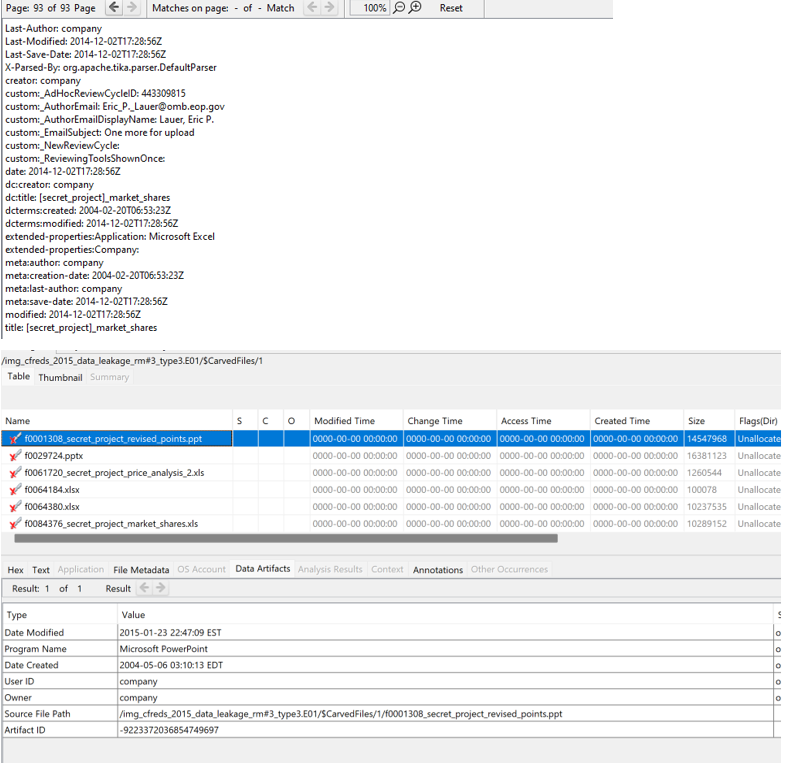 Page: 93 of 93 Page Matches on page: - of - Match 100% Reset
Last-Author: company
Last-Modified: 2014-12-02T17:28:56Z
Last-Save-Date: 2014-12-02T17:28:56Z
X-Parsed-By: org.apache.tika.parser.DefaultParser
creator: company
custom:_AdHocReviewCycleID: 443309815
custom:_AuthorEmail: Eric_P._Lauer@omb.eop.gov
custom:_AuthorEmailDisplayName: Lauer, Eric P.
custom:_EmailSubject: One more for upload
custom:_NewReviewCycle:
custom:_ReviewingToolsShownOnce:
date: 2014-12-02T17:28:56Z
dc:creator: company
dc:title: [secret_project]_market_shares
dcterms:created: 2004-02-20T06:53:23Z
dcterms:modified: 2014-12-02T17:28:56Z
extended-properties:Application: Microsoft Excel
extended-properties:Company:
meta:author: company
meta:creation-date: 2004-02-20T06:53:23Z
meta:last-author: company
meta:save-date: 2014-12-02T17:28:56Z
modified: 2014-12-02T17:28:56Z
title: [secret_project]_market_shares
/img_cfreds_2015_data_leakage_rm#3_type3.E01/$CarvedFiles/1
Table Thumbnail Summary
Name S C O Modified Time Change Time Access Time Created Time Size Flags(Dir)
f0001308_secret_project_revised_points.ppt 0000-00-00 00:00:00 0000-00-00 00:00:00 0000-00-00 00:00:00 0000-00-00 00:00:00 14547968 Unallocate
f0029724.pptx 0000-00-00 00:00:00 0000-00-00 00:00:00 0000-00-00 00:00:00 0000-00-00 00:00:00 16381123 Unallocate
f0061720_secret_project_price_analysis_2.xls 0000-00-00 00:00:00 0000-00-00 00:00:00 0000-00-00 00:00:00 0000-00-00 00:00:00 1260544 Unallocate
f0064184.xlsx 0000-00-00 00:00:00 0000-00-00 00:00:00 0000-00-00 00:00:00 0000-00-00 00:00:00 100078 Unallocate
f0064380.xlsx 0000-00-00 00:00:00 0000-00-00 00:00:00 0000-00-00 00:00:00 0000-00-00 00:00:00 10237535 Unallocate
f0084376_secret_project_market_shares.xls 0000-00-00 00:00:00 0000-00-00 00:00:00 0000-00-00 00:00:00 0000-00-00 00:00:00 10289152 Unallocate
Hex Text Application File Metadata OS Account Data Artifacts Analysis Results Context Annotations Other Occurrences
Result: 1 of 1 Result
Type Value S
Date Modified 2015-01-23 22:47:09 EST o
Program Name Microsoft PowerPoint o
Date Created 2004-05-06 03:10:13 EDT o
User ID company o
Owner company o
Source File Path /img_cfreds_2015_data_leakage_rm#3_type3.E01/$CarvedFiles/1/f0001308_secret_project_revised_points.ppt
Artifact ID -9223372036854749697